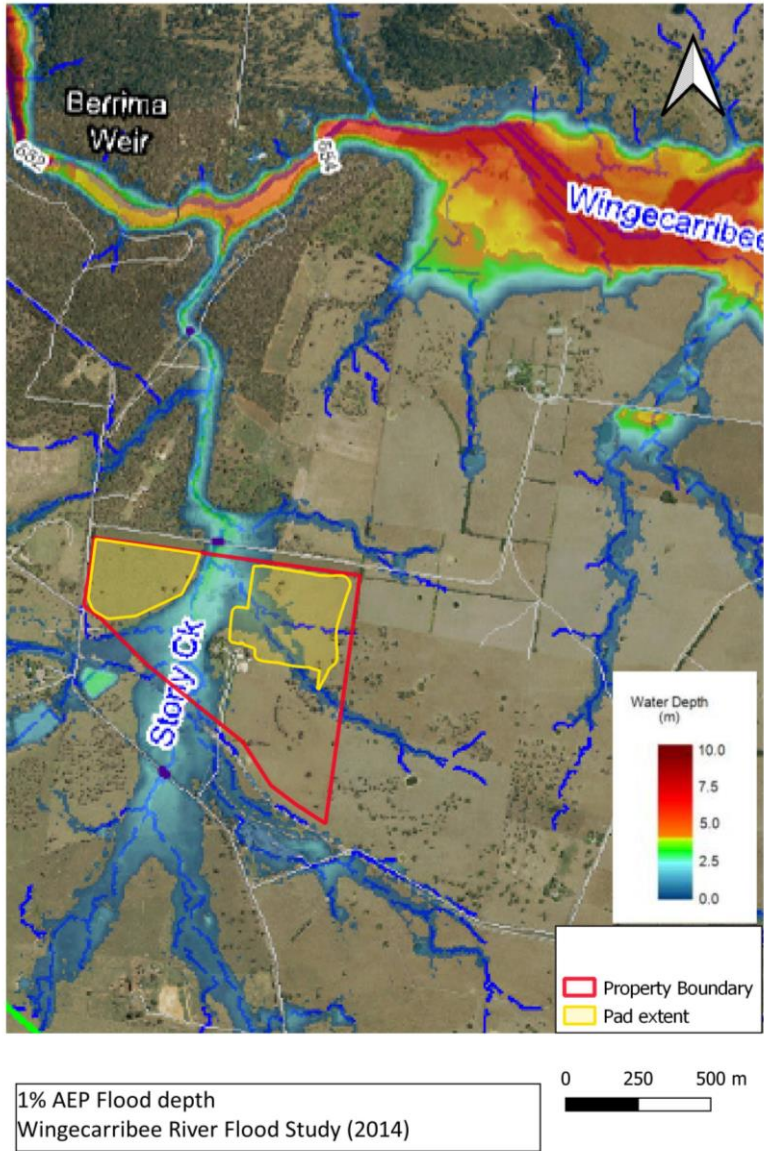 Berrima
Weir
652
654
Wingecarribee
Stony Ck
Water Depth
(m)
10.0
7.5
5.0
2.5
0.0
Property Boundary
Pad extent
1% AEP Flood depth
Wingecarribee River Flood Study (2014)
0 250 500 m